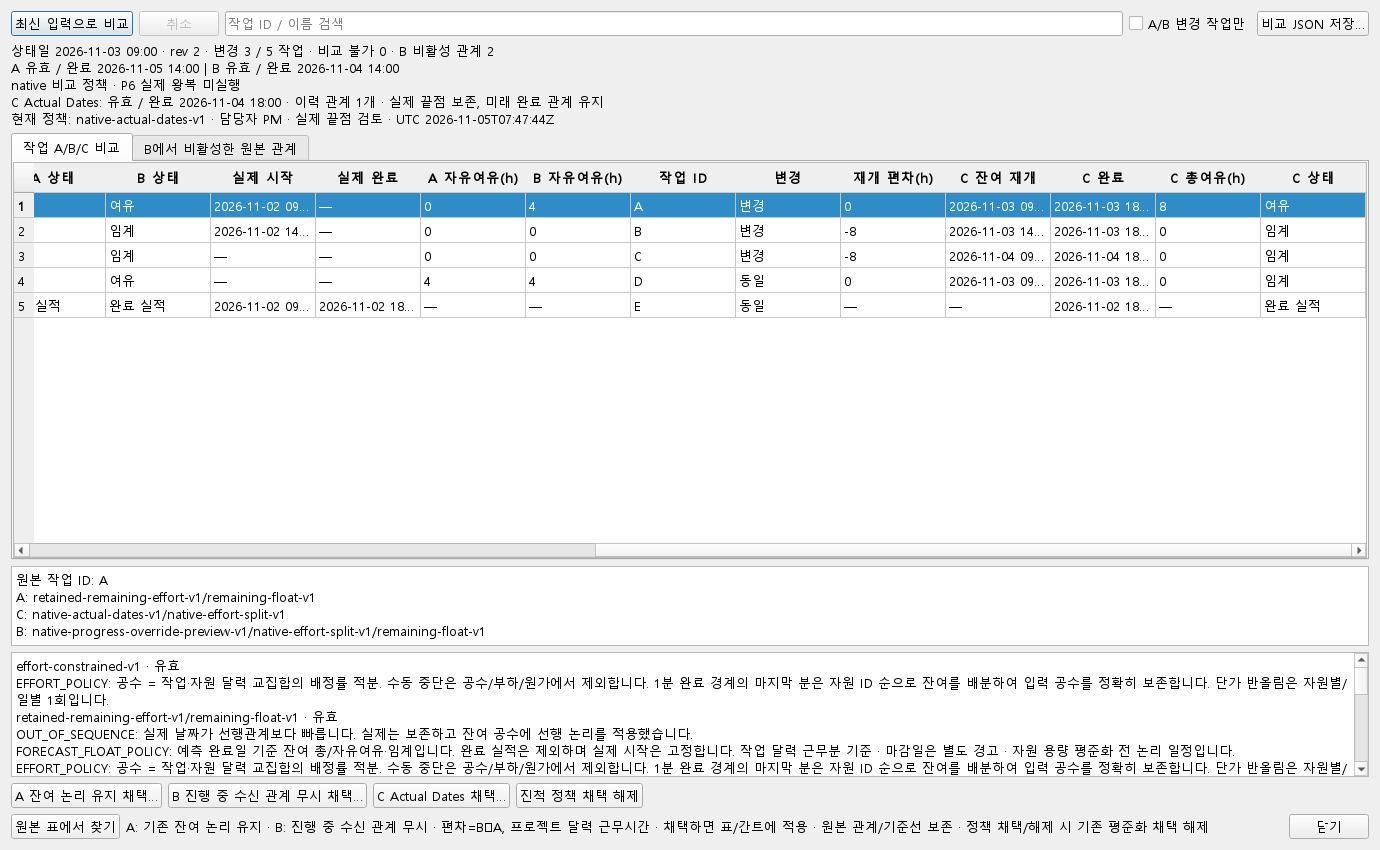 최신 입력으로 비교 취소 작업 ID / 이름 검색 A/B 변경 작업만 비교 JSON 저장...
상태일 2026-11-03 09:00 · rev 2 · 변경 3 / 5 작업 · 비교 불가 0 · B 비활성 관계 2
A 유효 / 완료 2026-11-05 14:00 | B 유효 / 완료 2026-11-04 14:00
native 비교 정책 · P6 실제 왕복 미실행
C Actual Dates: 유효 / 완료 2026-11-04 18:00 · 이력 관계 1개 · 실제 끝점 보존, 미래 완료 관계 유지
현재 정책: native-actual-dates-v1 · 담당자 PM · 실제 끝점 검토 · UTC 2026-11-05T07:47:44Z
작업 A/B/C 비교 B에서 비활성한 원본 관계
A 상태 B 상태 실제 시작 실제 완료 A 자유여유(h) B 자유여유(h) 작업 ID 변경 재개 편차(h) C 잔여 재개 C 완료 C 총여유(h) C 상태
1 여유 2026-11-02 09... — 0 4 A 변경 0 2026-11-03 09... 2026-11-03 18... 8 여유
2 임계 2026-11-02 14... — 0 0 B 변경 -8 2026-11-03 14... 2026-11-03 18... 0 임계
3 임계 — — 0 0 C 변경 -8 2026-11-04 09... 2026-11-04 18... 0 임계
4 여유 — — 4 4 D 동일 0 2026-11-03 09... 2026-11-03 18... 0 임계
5 실적 완료 실적 2026-11-02 09... 2026-11-02 18... — — E 동일 — — 2026-11-02 18... — 완료 실적
원본 작업 ID: A
A: retained-remaining-effort-v1/remaining-float-v1
C: native-actual-dates-v1/native-effort-split-v1
B: native-progress-override-preview-v1/native-effort-split-v1/remaining-float-v1
effort-constrained-v1 · 유효
EFFORT_POLICY: 공수 = 작업·자원 달력 교집합의 배정률 적분. 수동 중단은 공수/부하/원가에서 제외합니다. 1분 완료 경계의 마지막 분은 자원 ID 순으로 잔여를 배분하여 입력 공수를 정확히 보존합니다. 단가 반올림은 자원별/
일별 1회입니다.
retained-remaining-effort-v1/remaining-float-v1 · 유효
OUT_OF_SEQUENCE: 실제 날짜가 선행관계보다 빠릅니다. 실제는 보존하고 잔여 공수에 선행 논리를 적용했습니다.
FORECAST_FLOAT_POLICY: 예측 완료일 기준 잔여 총/자유여유·임계입니다. 완료 실적은 제외하며 실제 시작은 고정합니다. 작업 달력 근무분 기준 · 마감일은 별도 경고 · 자원 용량 평준화 전 논리 일정입니다.
EFFORT_POLICY: 공수 = 작업·자원 달력 교집합의 배정률 적분. 수동 중단은 공수/부하/원가에서 제외합니다. 1분 완료 경계의 마지막 분은 자원 ID 순으로 잔여를 배분하여 입력 공수를 정확히 보존합니다. 단가 반올림은 자원별/
A 잔여 논리 유지 채택... B 진행 중 수신 관계 무시 채택... C Actual Dates 채택... 진척 정책 채택 해제
원본 표에서 찾기 A: 기존 잔여 논리 유지 · B: 진행 중 수신 관계 무시 · 편차=B□A, 프로젝트 달력 근무시간 · 채택하면 표/간트에 적용 · 원본 관계/기준선 보존 · 정책 채택/해제 시 기존 평준화 채택 해제 닫기